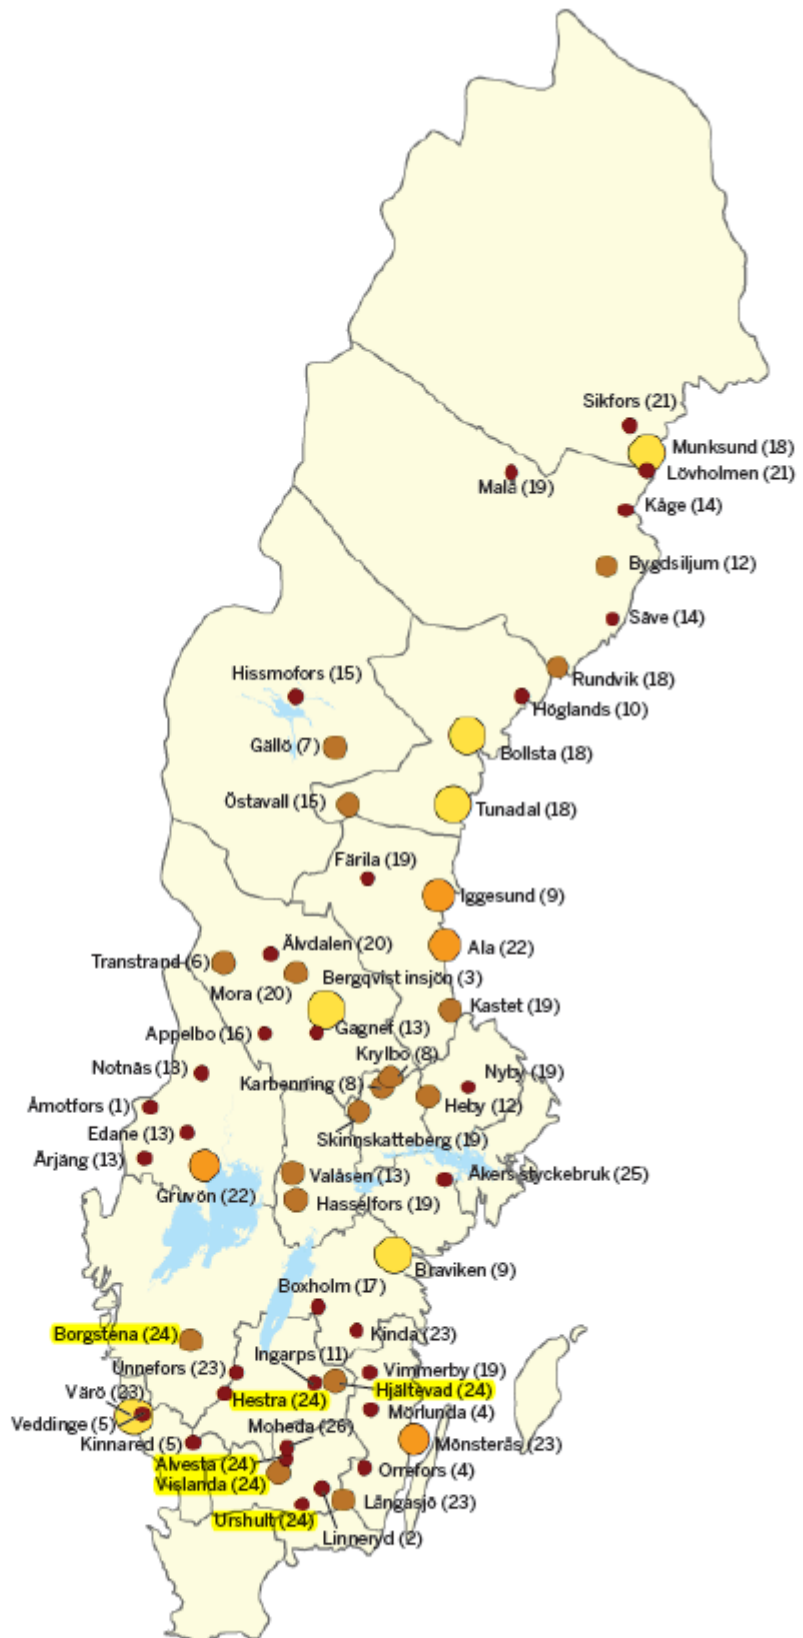 Sikfors (21)
Munksund (18)
Lövholmen (21)
Malå (19)
Kåge (14)
Bygdsiljum (12)
Såve (14)
Hissmofors (15)
Rundvik (18)
Höglands (10)
Gällö (7)
Bollsta (18)
Östavall (15)
Tunadal (18)
Färila (19)
Iggesund (9)
Älvdalen (20)
Ala (22)
Transtrand (6)
Bergqvist insjön (3)
Mora (20)
Kastet (19)
Gagnef (13)
Appelbo (16)
Krylbo (8)
Notnäs (13)
Nyby (19)
Karbenning (8)
Åmotfors (1)
Heby (12)
Edane (13)
Skinnskatteberg (19)
Årjäng (13)
Valåsen (13)
Åkers styckebruk (25)
Gruvön (22)
Hasselfors (19)
Braviken (9)
Boxholm (17)
Borgstena (24)
Kinda (23)
Ingarps (11)
Unnefors (23)
Vimmerby (19)
Värö (23)
Hestra (24)
Hjältevad (24)
Veddinge (5)
Mörlunda (4)
Moheda (26)
Kinnared (5)
Mönsterås (23)
Alvesta (24)
Orrefors (4)
Vislanda (24)
Långasjö (23)
Urshult (24)
Linneryd (2)